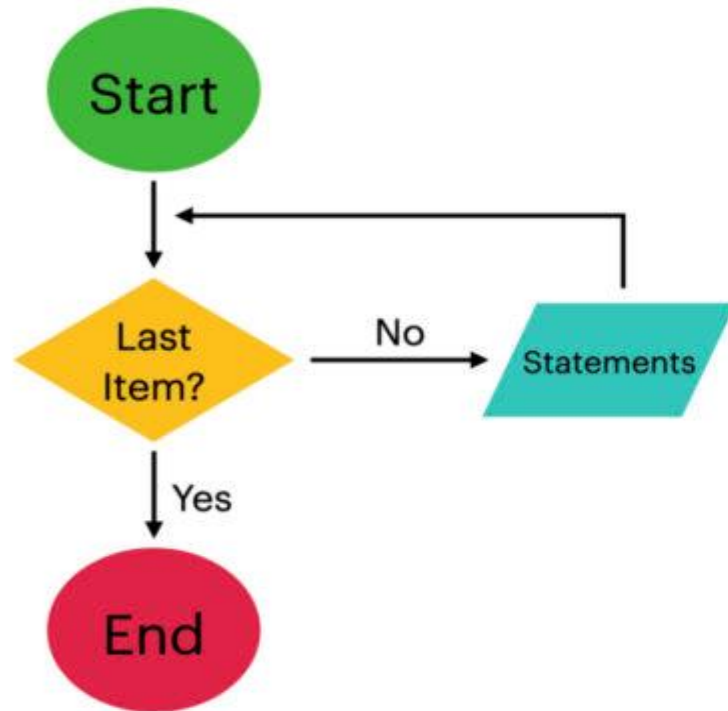 Start
Last
Item?
No
Statements
Yes
End